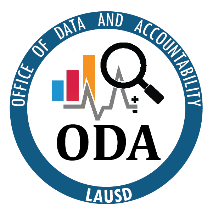 OFFICE OF DATA AND ACCOUNTABILITY
ODA
LAUSD